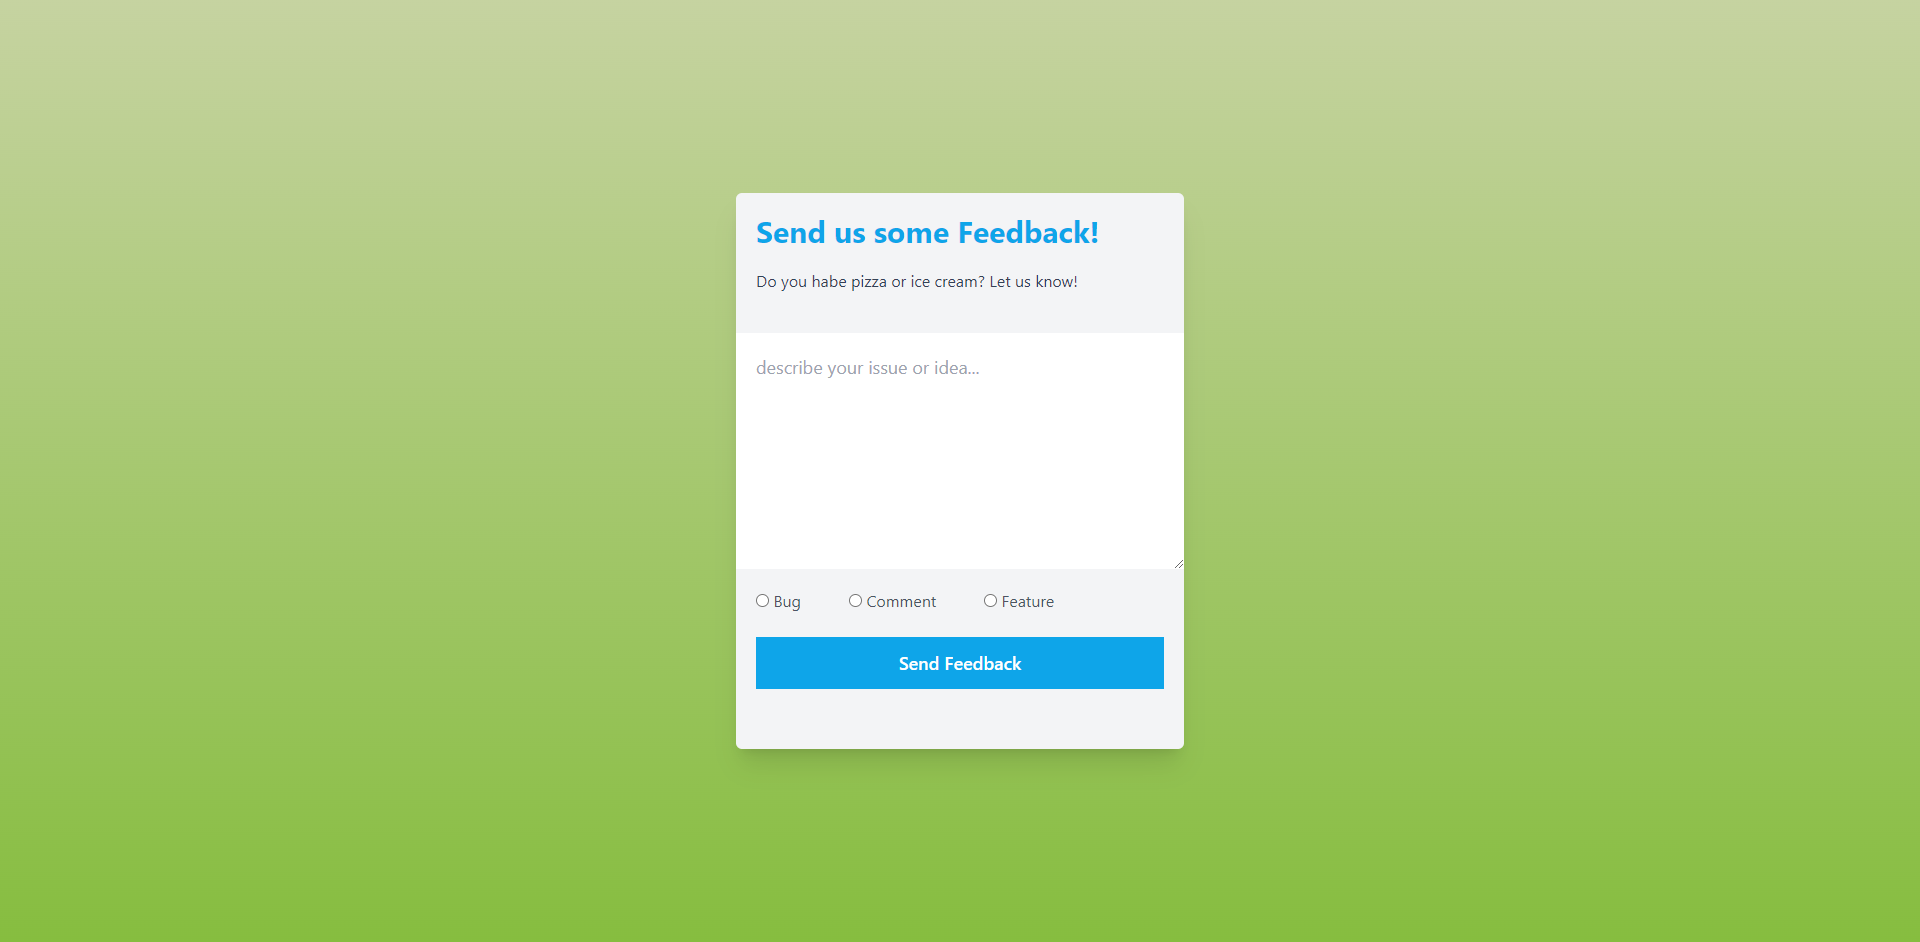 Send us some Feedback!
Do you habe pizza or ice cream? Let us know!
describe your issue or idea...
Bug Comment Feature
Send Feedback